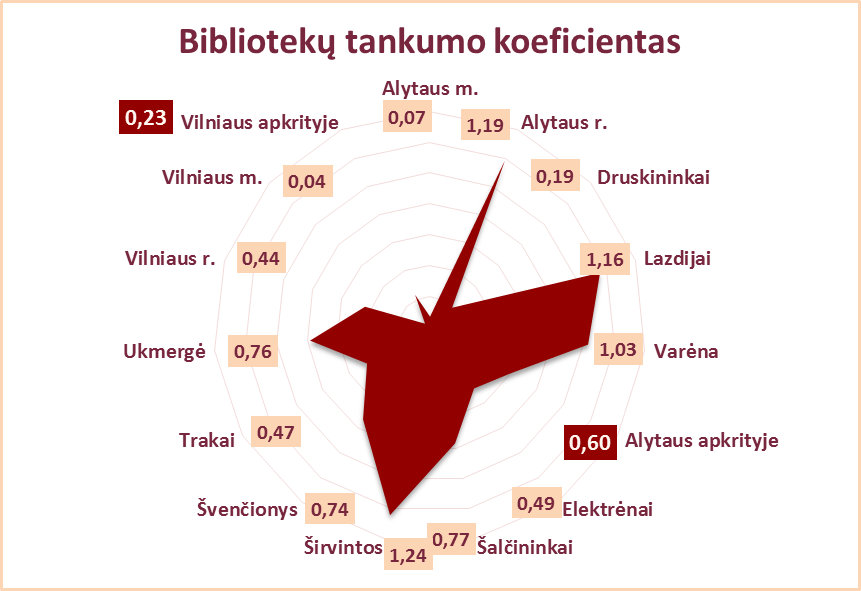 Bibliotekų tankumo koeficientas
Alytaus m.
0,07
1,19 Alytaus r.
0,19 Druskininkai
1,16 Lazdijai
1,03 Varėna
0,60 Alytaus apkrityje
0,49 Elektrėnai
0,77 Šalčininkai
Širvintos 1,24
Švenčionys 0,74
Trakai 0,47
Ukmergė 0,76
Vilniaus r. 0,44
Vilniaus m. 0,04
0,23 Vilniaus apkrityje